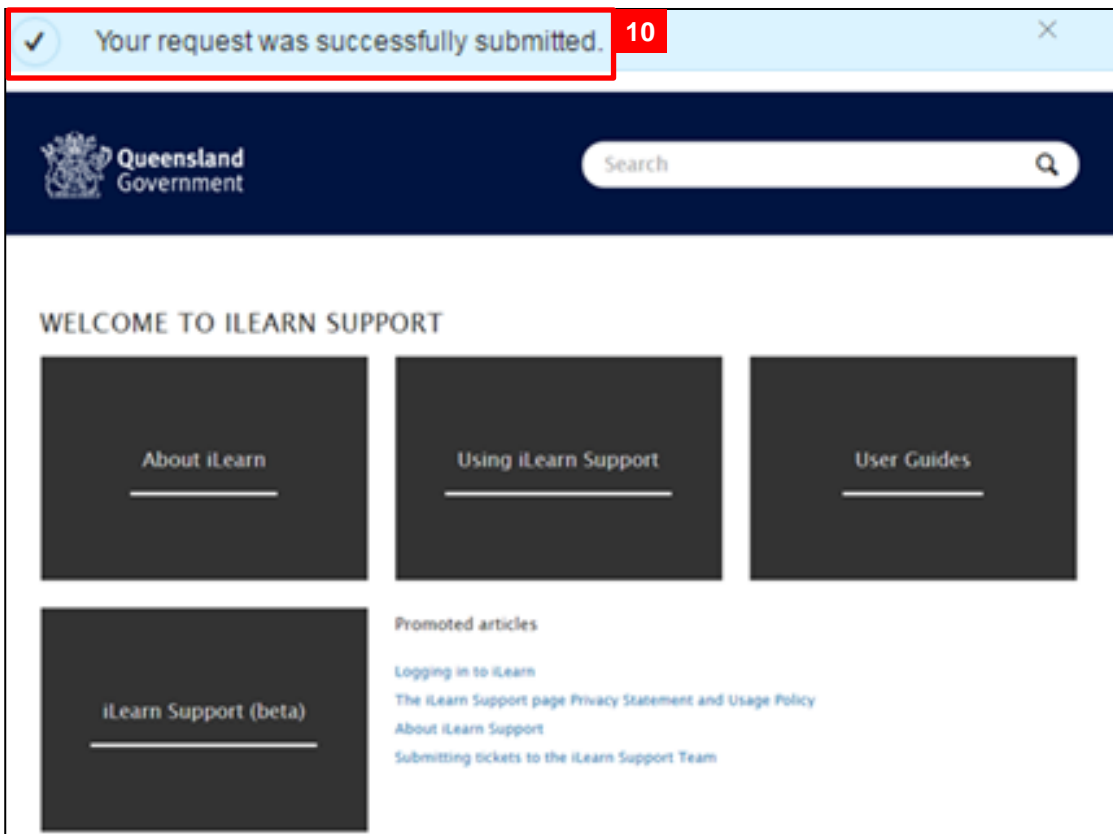 Your request was successfully submitted.
10
Queensland
Government
Search
WELCOME TO ILEARN SUPPORT
About iLearn
Using iLearn Support
User Guides
iLearn Support (beta)
Promoted articles
Logging in to iLearn
The iLearn Support page Privacy Statement and Usage Policy
About iLearn Support
Submitting tickets to the iLearn Support Team